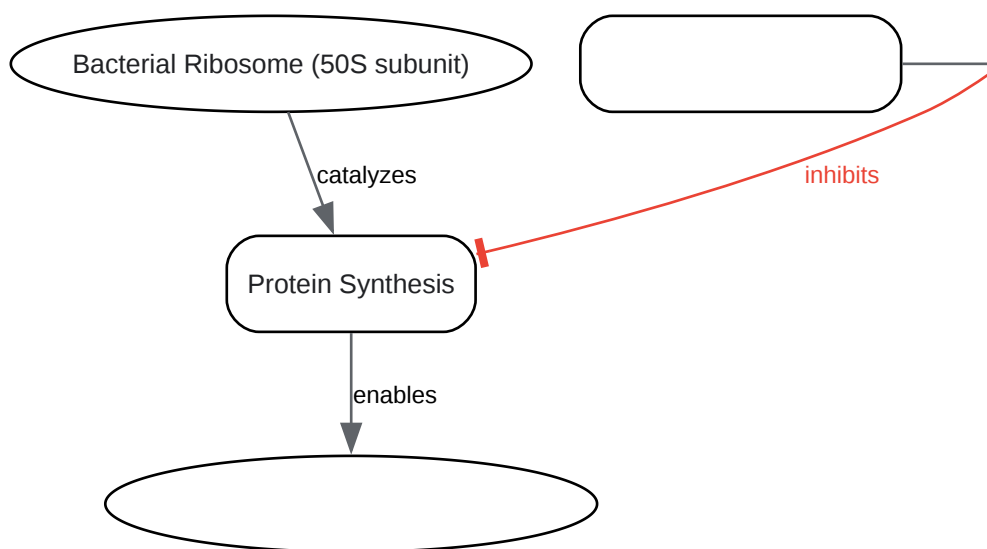 Bacterial Ribosome (50S subunit)
catalyzes
inhibits
Protein Synthesis
enables